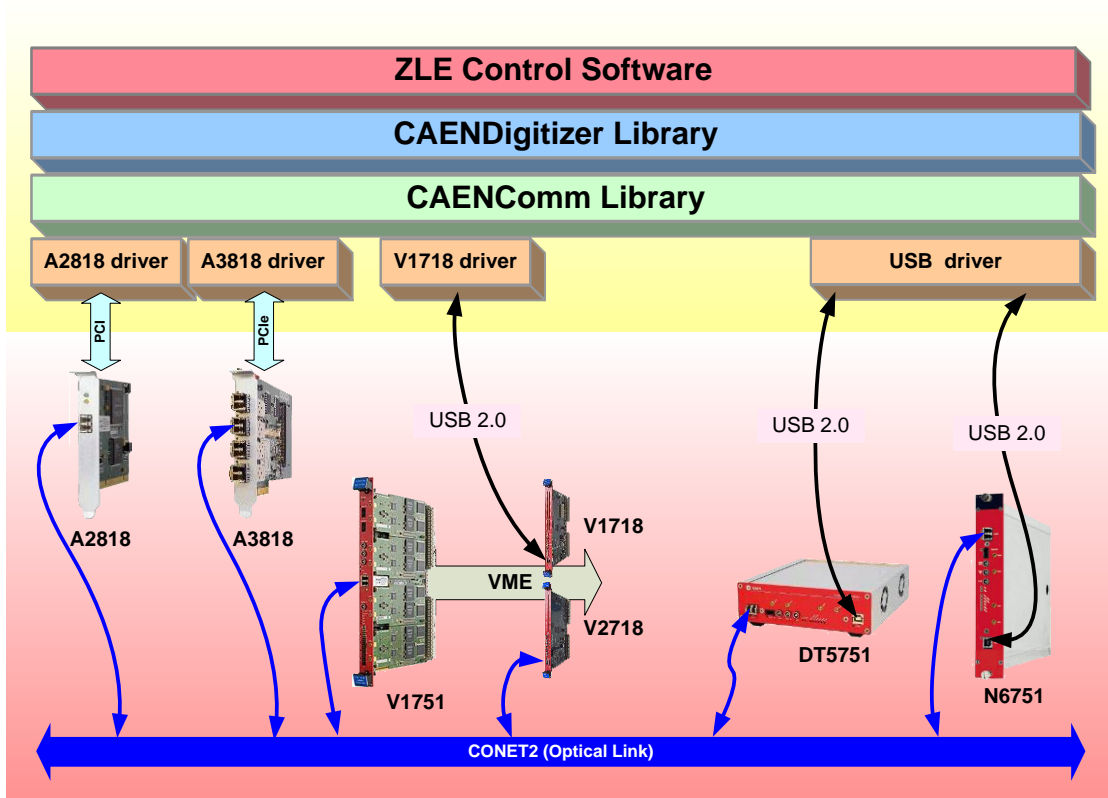 ZLE Control Software
CAENDigitizer Library
CAENComm Library
A2818 driver
A3818 driver
V1718 driver
USB driver
PCI
PCIe
USB 2.0
USB 2.0
USB 2.0
A2818
A3818
V1718
VME
V2718
V1751
DT5751
N6751
CONET2 (Optical Link)